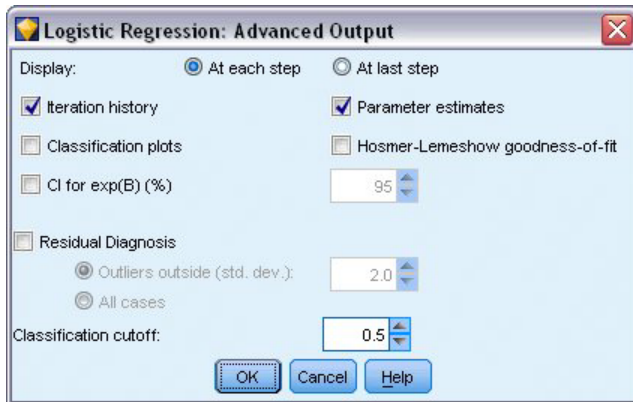 Logistic Regression: Advanced Output
Display: At each step At last step
Iteration history Parameter estimates
Classification plots Hosmer-Lemeshow goodness-of-fit
CI for exp(B) (%) 95
Residual Diagnosis
Outliers outside (std. dev.): 2.0
All cases
Classification cutoff: 0.5
OK Cancel Help